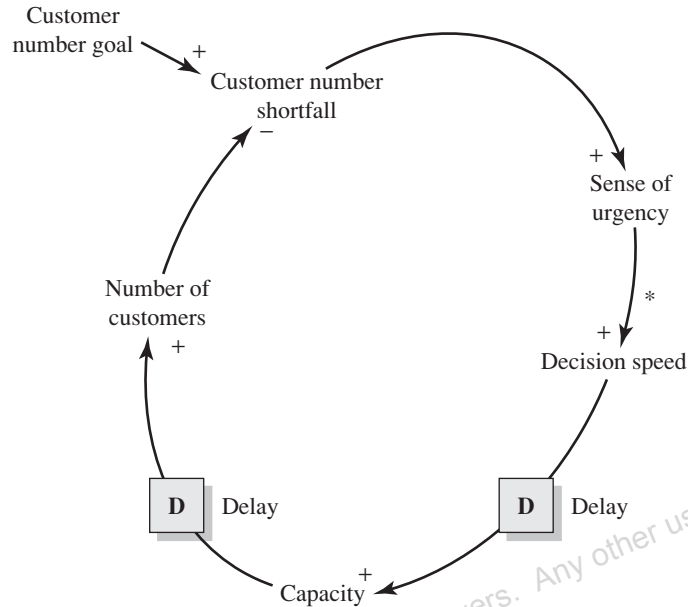 Customer
number goal
+
Customer number
shortfall
−
+
Sense of
urgency
*
Number of
customers
+
+
Decision speed
D
Delay
D
Delay
Capacity
+
ers. Any other us